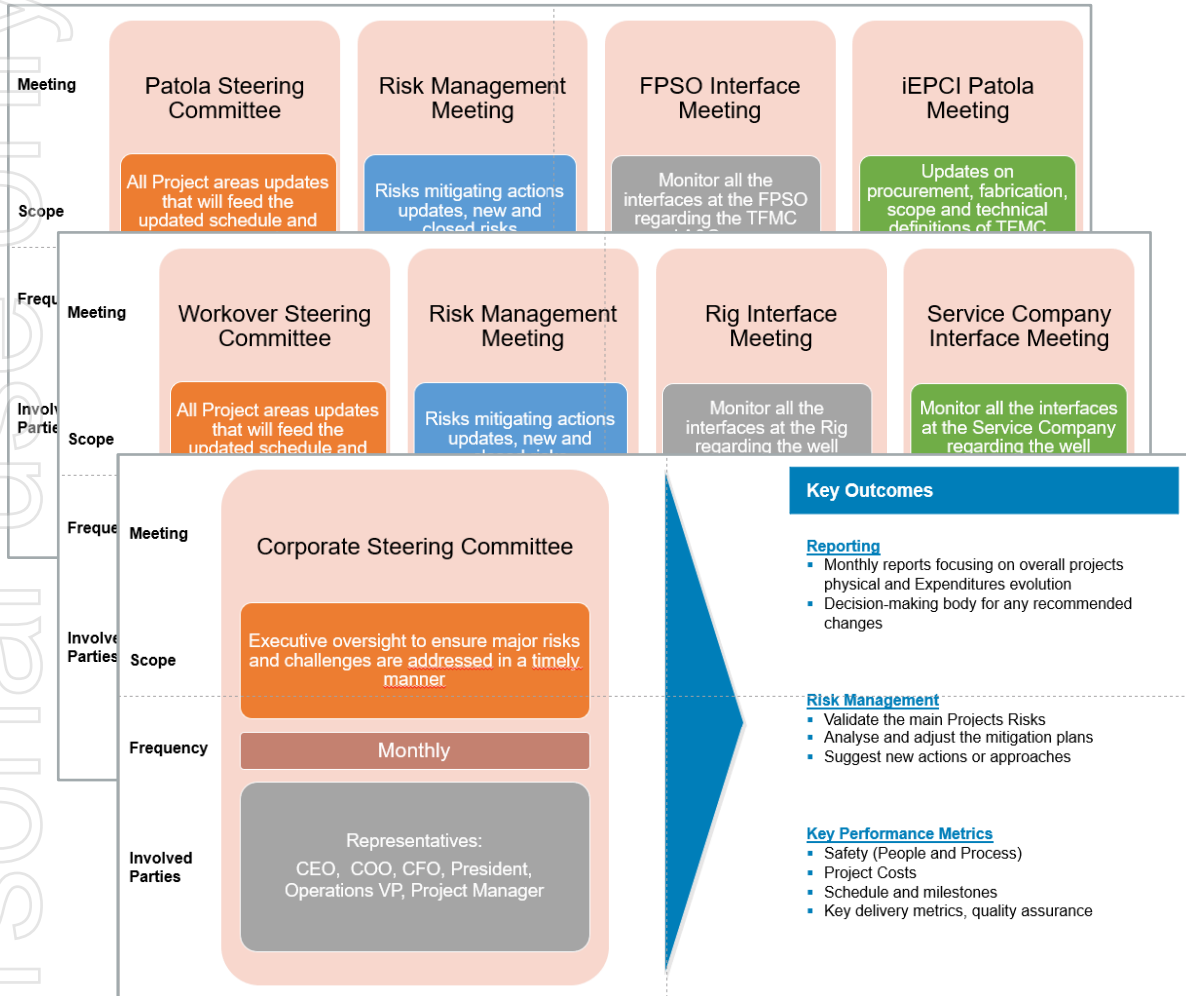 Meeting
Patola Steering
Committee
Risk Management
Meeting
FPSO Interface
Meeting
iEPCI Patola
Meeting
Scope
All Project areas updates
that will feed the
updated schedule and
Risks mitigating actions
updates, new and
closed risks
Monitor all the
interfaces at the FPSO
regarding the TFMC
Updates on
procurement, fabrication,
scope and technical
definitions of TFMC
Frequ
Involv
Partie
Meeting
Workover Steering
Committee
Risk Management
Meeting
Rig Interface
Meeting
Service Company
Interface Meeting
Scope
All Project areas updates
that will feed the
updated schedule and
Risks mitigating actions
updates, new and
Monitor all the
interfaces at the Rig
regarding the well
Monitor all the interfaces
at the Service Company
regarding the well
Freque
Involve
Parties
Meeting
Corporate Steering Committee
Scope
Executive oversight to ensure major risks
and challenges are addressed in a timely
manner
Frequency
Monthly
Involved
Parties
Representatives:
CEO, COO, CFO, President,
Operations VP, Project Manager
Key Outcomes
Reporting
▪ Monthly reports focusing on overall projects
physical and Expenditures evolution
▪ Decision-making body for any recommended
changes
Risk Management
▪ Validate the main Projects Risks
▪ Analyse and adjust the mitigation plans
▪ Suggest new actions or approaches
Key Performance Metrics
▪ Safety (People and Process)
▪ Project Costs
▪ Schedule and milestones
▪ Key delivery metrics, quality assurance